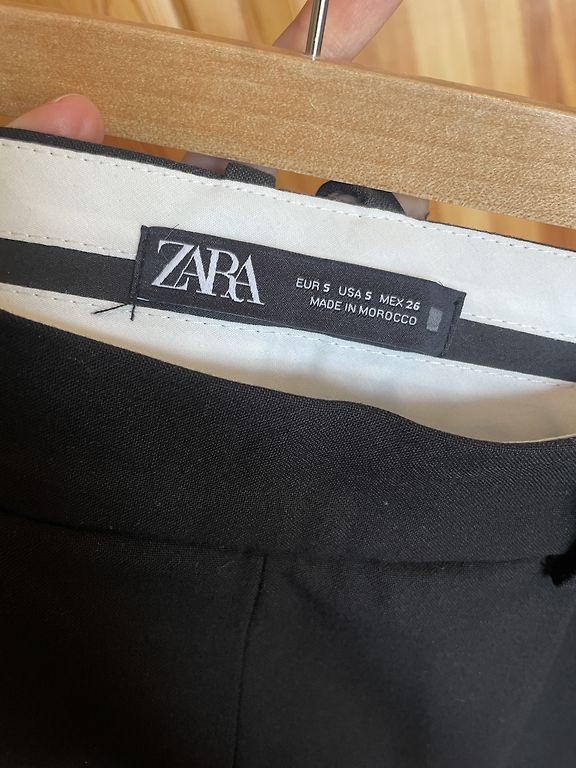 ZARA
EUR S USA S MEX 26
MADE IN MOROCCO